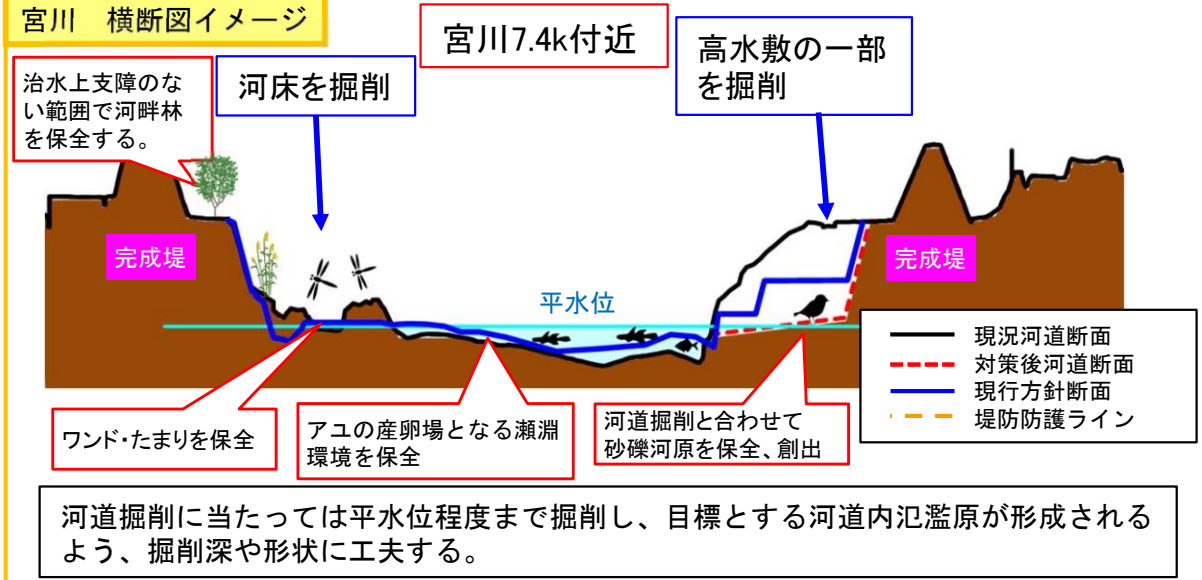 宮川 横断図イメージ
宮川7.4k付近
治水上支障のな
い範囲で河畔林
を保全する。
河床を掘削
高水敷の一部
を掘削
完成堤
完成堤
平水位
現況河道断面
対策後河道断面
現行方針断面
堤防防護ライン
ワンド・たまりを保全
アユの産卵場となる瀬淵
環境を保全
河道掘削と合わせて
砂礫河原を保全、創出
河道掘削に当たっては平水位程度まで掘削し、目標とする河道内氾濫原が形成される
よう、掘削深や形状に工夫する。